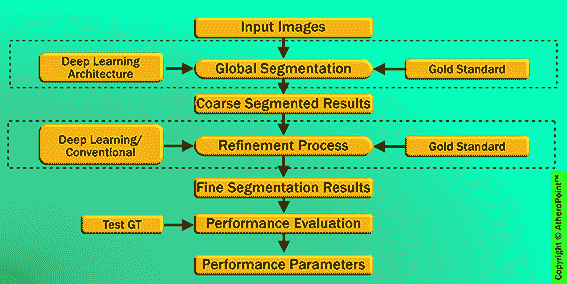 Input Images
Deep Learning
Architecture
Global Segmentation
Gold Standard
Coarse Segmented Results
Deep Learning/
Conventional
Refinement Process
Gold Standard
Fine Segmentation Results
Test GT
Performance Evaluation
Performance Parameters
Copyright © AtheroPoint™